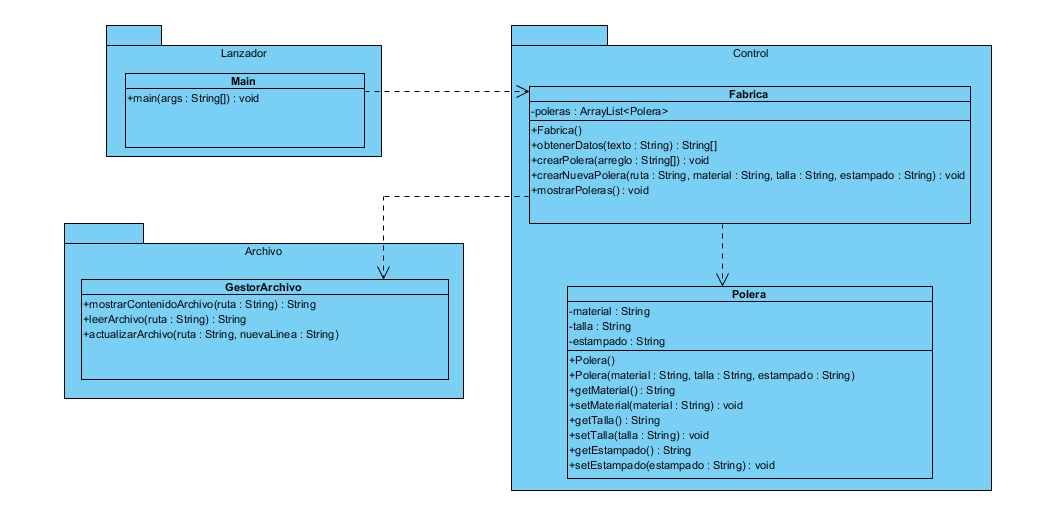 Lanzador
Main
+main(args : String[]) : void
Control
Fabrica
-poleras : ArrayList<Polera>
+Fabrica()
+obtenerDatos(texto : String) : String[]
+crearPolera(arreglo : String[]) : void
+crearNuevaPolera(ruta : String, material : String, talla : String, estampado : String) : void
+mostrarPoleras() : void
Archivo
GestorArchivo
+mostrarContenidoArchivo(ruta : String) : String
+leerArchivo(ruta : String) : String
+actualizarArchivo(ruta : String, nuevaLinea : String)
Polera
-material : String
-talla : String
-estampado : String
+Polera()
+Polera(material : String, talla : String, estampado : String)
+getMaterial() : String
+setMaterial(material : String) : void
+getTalla() : String
+setTalla(talla : String) : void
+getEstampado() : String
+setEstampado(estampado : String) : void